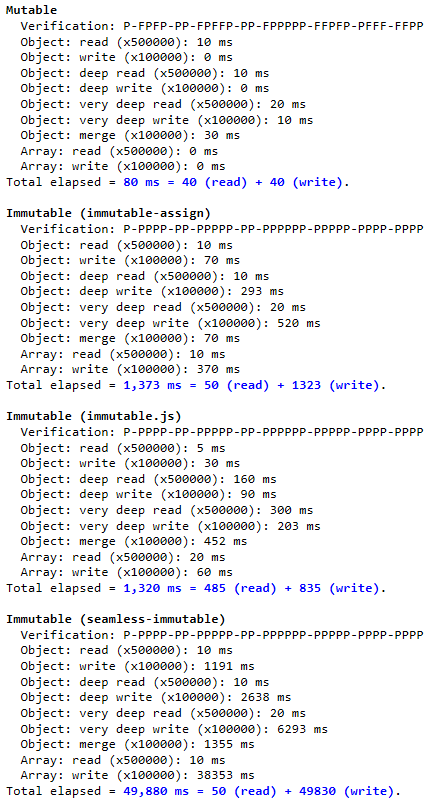 Mutable
Verification: P-FPFP-PP-FPFFP-PP-FPPPPP-FFPFP-PFFF-FFPP
Object: read (x500000): 10 ms
Object: write (x100000): 0 ms
Object: deep read (x500000): 10 ms
Object: deep write (x100000): 0 ms
Object: very deep read (x500000): 20 ms
Object: very deep write (x100000): 10 ms
Object: merge (x100000): 30 ms
Array: read (x500000): 0 ms
Array: write (x100000): 0 ms
Total elapsed = 80 ms = 40 (read) + 40 (write).
Immutable (immutable-assign)
Verification: P-PPPP-PP-PPPPP-PP-PPPPPP-PPPPP-PPPP-PPPP
Object: read (x500000): 10 ms
Object: write (x100000): 70 ms
Object: deep read (x500000): 10 ms
Object: deep write (x100000): 293 ms
Object: very deep read (x500000): 20 ms
Object: very deep write (x100000): 520 ms
Object: merge (x100000): 70 ms
Array: read (x500000): 10 ms
Array: write (x100000): 370 ms
Total elapsed = 1,373 ms = 50 (read) + 1323 (write).
Immutable (immutable.js)
Verification: P-PPPP-PP-PPPPP-PP-PPPPPP-PPPPP-PPPP-PPPP
Object: read (x500000): 5 ms
Object: write (x100000): 30 ms
Object: deep read (x500000): 160 ms
Object: deep write (x100000): 90 ms
Object: very deep read (x500000): 300 ms
Object: very deep write (x100000): 203 ms
Object: merge (x100000): 452 ms
Array: read (x500000): 20 ms
Array: write (x100000): 60 ms
Total elapsed = 1,320 ms = 485 (read) + 835 (write).
Immutable (seamless-immutable)
Verification: P-PPPP-PP-PPPPP-PP-PPPPPP-PPPPP-PPPP-PPPP
Object: read (x500000): 10 ms
Object: write (x100000): 1191 ms
Object: deep read (x500000): 10 ms
Object: deep write (x100000): 2638 ms
Object: very deep read (x500000): 20 ms
Object: very deep write (x100000): 6293 ms
Object: merge (x100000): 1355 ms
Array: read (x500000): 10 ms
Array: write (x100000): 38353 ms
Total elapsed = 49,880 ms = 50 (read) + 49830 (write).